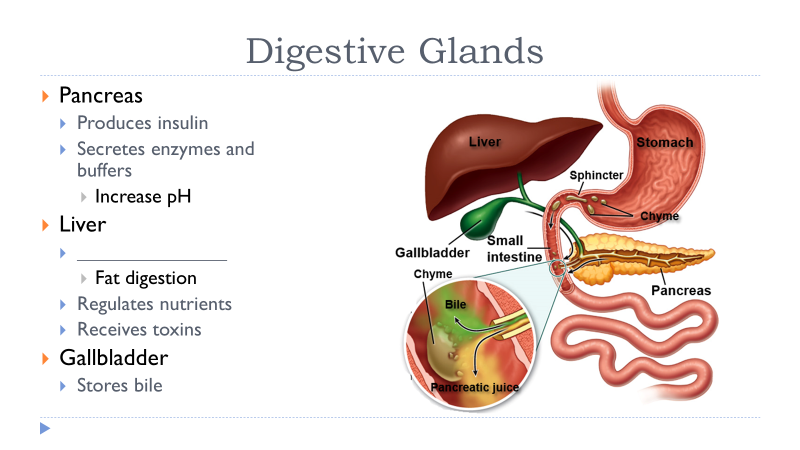 Digestive Glands
Pancreas
Produces insulin
Secretes enzymes and
buffers
Increase pH
Liver
_______________
Fat digestion
Regulates nutrients
Receives toxins
Gallbladder
Stores bile
Liver
Stomach
Sphincter
Chyme
Gallbladder
Small
intestine
Chyme
Pancreas
Bile
Pancreatic juice